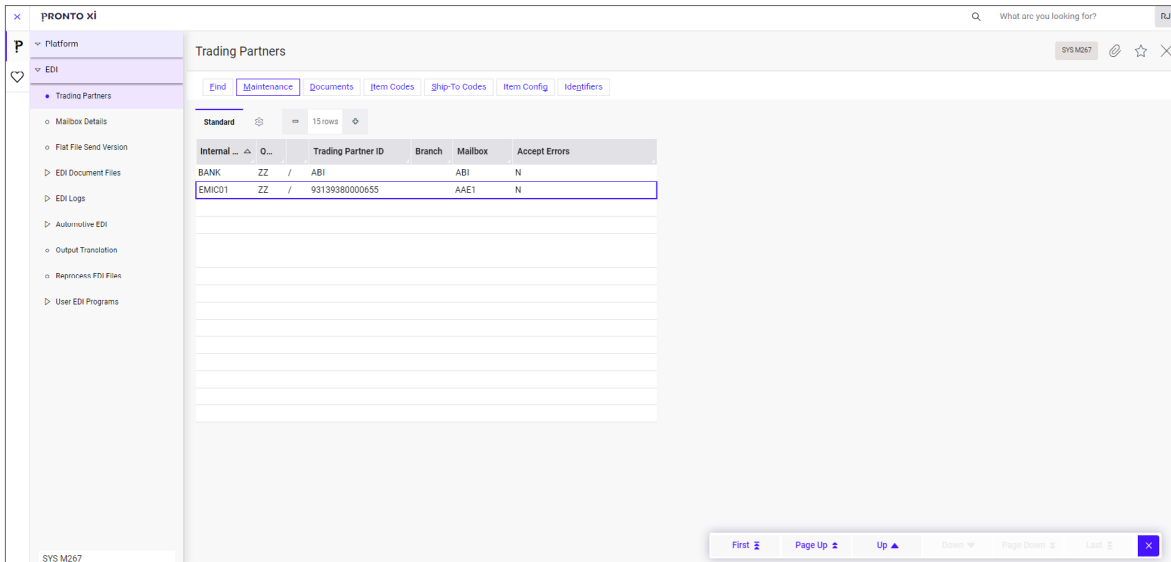 PRONTO Xi
What are you looking for?
RJ
Platform
Trading Partners
SYS M267
EDI
Find Maintenance Documents Item Codes Ship-To Codes Item Config Identifiers
Trading Partners
Standard 15 rows
Mailbox Details
Flat File Send Version
Internal ... Q... Trading Partner ID Branch Mailbox Accept Errors
EDI Document Files
BANK ZZ / ABI ABI N
EMIC01 ZZ / 93139380000655 AAE1 N
EDI Logs
Automotive EDI
Output Translation
Reprocess EDI Files
User EDI Programs
First Page Up Up Down Page Down Last
SYS M267